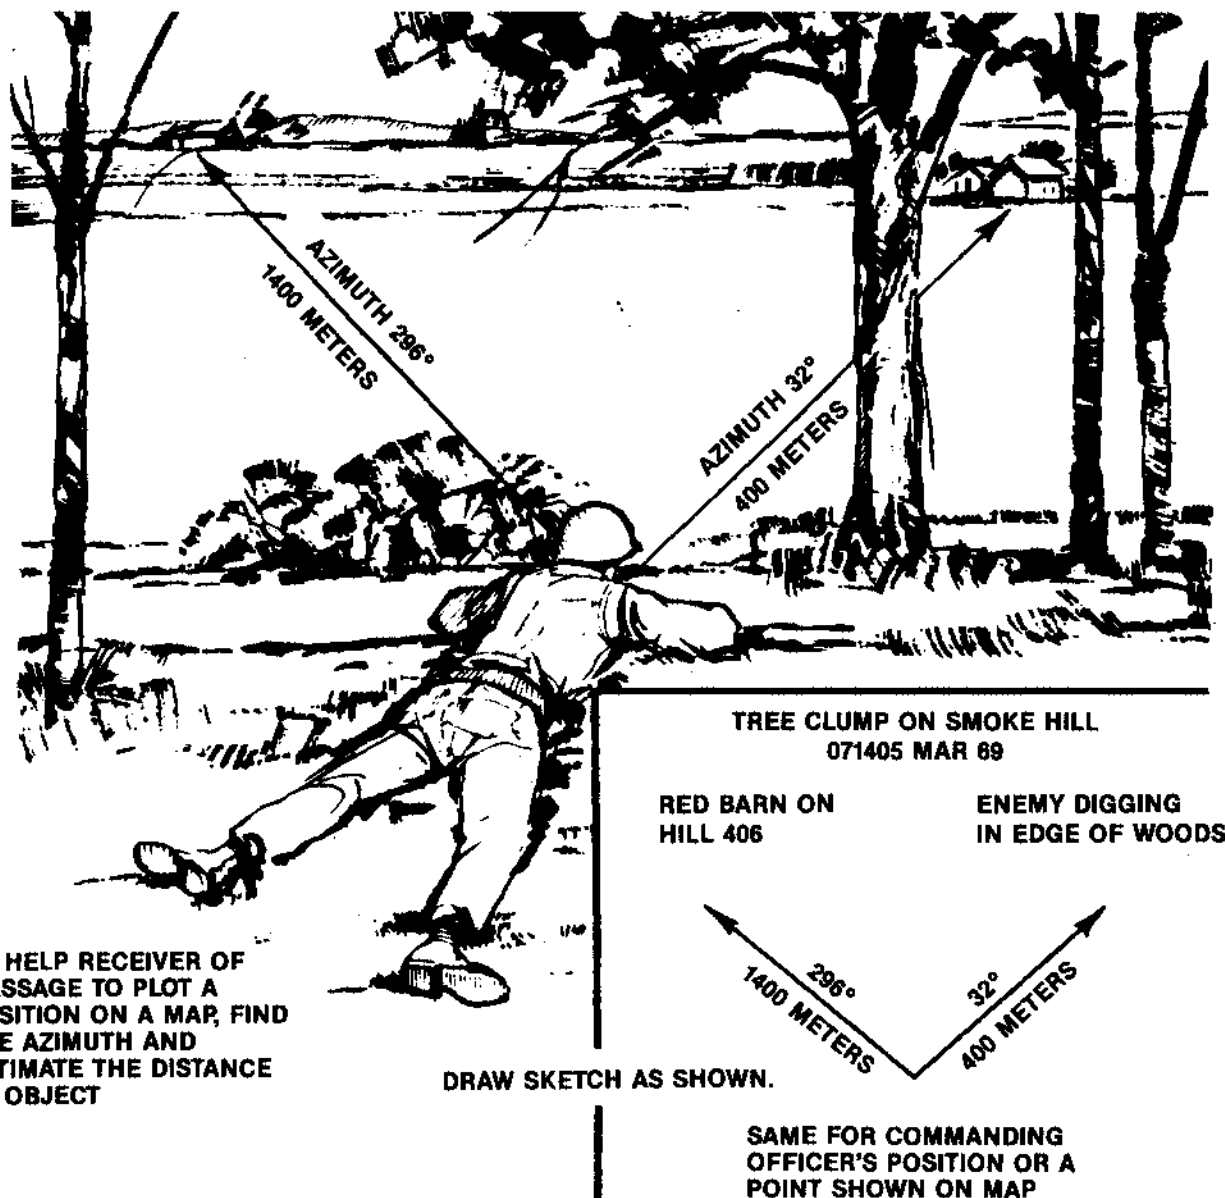 AZIMUTH 296°
1400 METERS
AZIMUTH 32°
400 METERS
TREE CLUMP ON SMOKE HILL
071405 MAR 69
RED BARN ON
HILL 406
ENEMY DIGGING
IN EDGE OF WOODS
296°
1400 METERS
32°
400 METERS
HELP RECEIVER OF
SSAGE TO PLOT A
SITION ON A MAP, FIND
E AZIMUTH AND
TIMATE THE DISTANCE
OBJECT
DRAW SKETCH AS SHOWN.
SAME FOR COMMANDING
OFFICER'S POSITION OR A
POINT SHOWN ON MAP